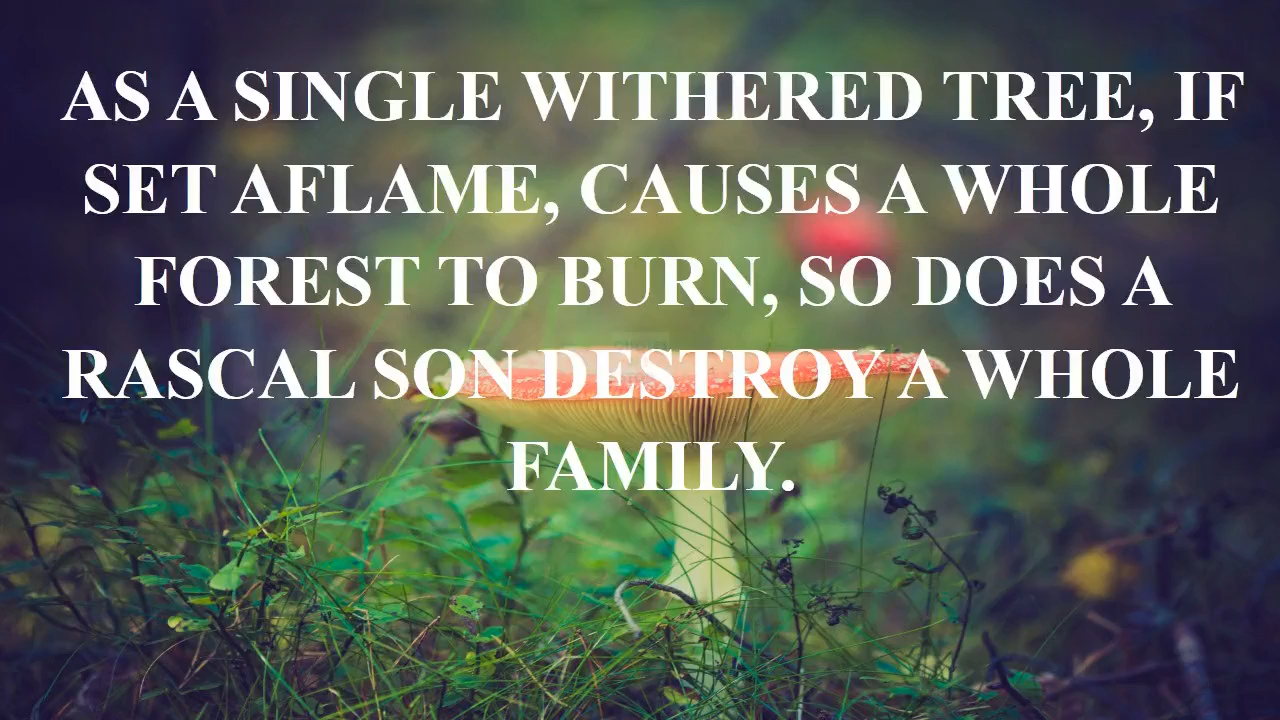 AS A SINGLE WITHERED TREE, IF
SET AFLAME, CAUSES A WHOLE
FOREST TO BURN, SO DOES A
RASCAL SON DESTROY A WHOLE
FAMILY.